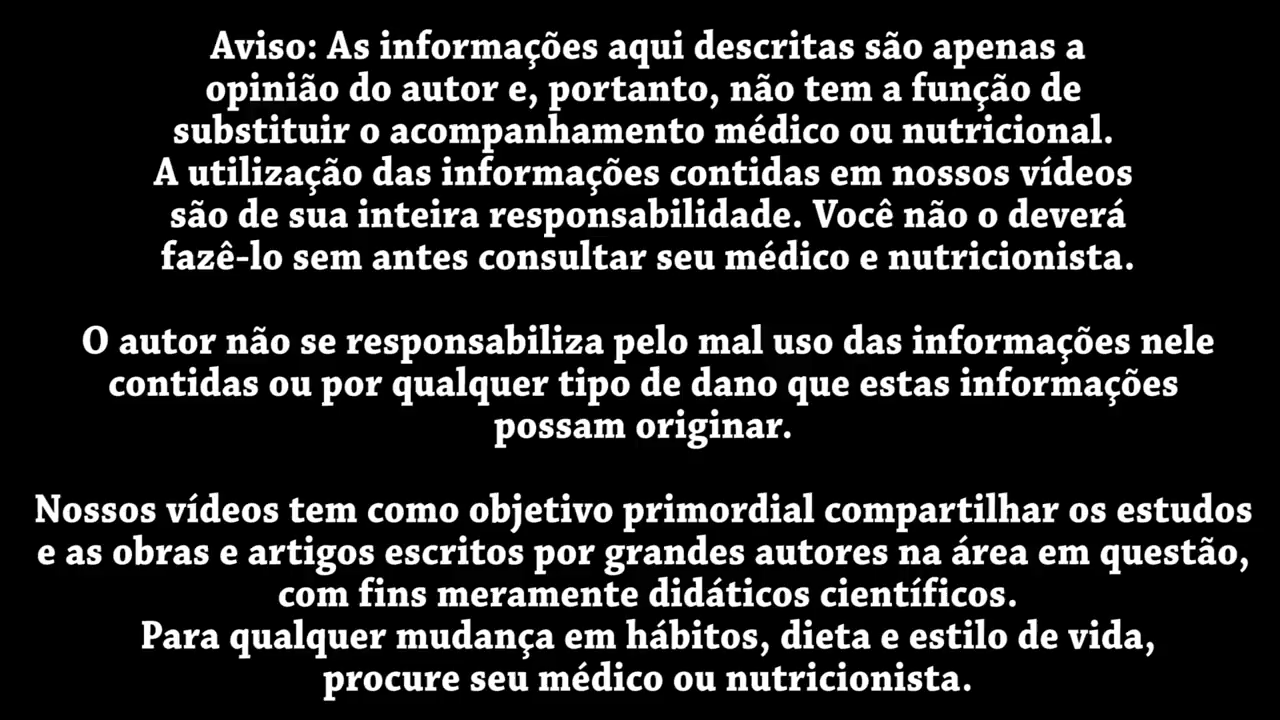 Aviso: As informações aqui descritas são apenas a
opinião do autor e, portanto, não tem a função de
substituir o acompanhamento médico ou nutricional.
A utilização das informações contidas em nossos vídeos
são de sua inteira responsabilidade. Você não o deverá
fazê-lo sem antes consultar seu médico e nutricionista.
O autor não se responsabiliza pelo mal uso das informações nele
contidas ou por qualquer tipo de dano que estas informações
possam originar.
Nossos vídeos tem como objetivo primordial compartilhar os estudos
e as obras e artigos escritos por grandes autores na área em questão,
com fins meramente didáticos científicos.
Para qualquer mudança em hábitos, dieta e estilo de vida,
procure seu médico ou nutricionista.